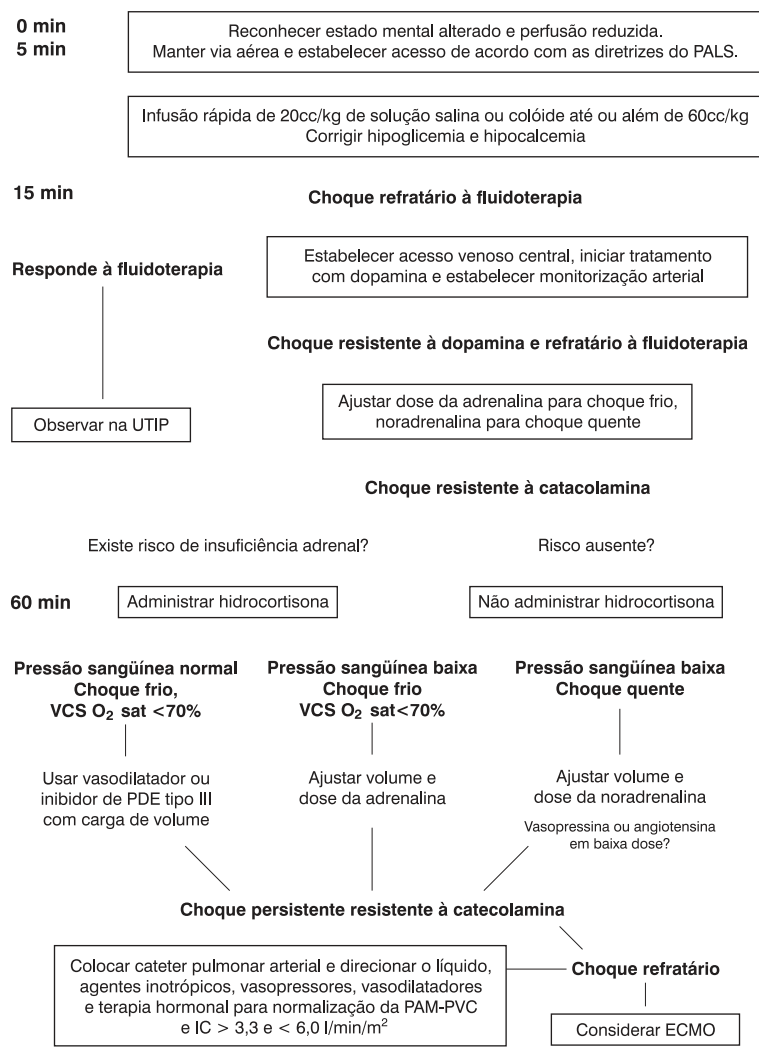 0 min
5 min
Reconhecer estado mental alterado e perfusão reduzida.
Manter via aérea e estabelecer acesso de acordo com as diretrizes do PALS.
Infusão rápida de 20cc/kg de solução salina ou colóide até ou além de 60cc/kg
Corrigir hipoglicemia e hipocalcemia
15 min
Choque refratário à fluidoterapia
Responde à fluidoterapia
Estabelecer acesso venoso central, iniciar tratamento
com dopamina e estabelecer monitorização arterial
Choque resistente à dopamina e refratário à fluidoterapia
Observar na UTIP
Ajustar dose da adrenalina para choque frio,
noradrenalina para choque quente
Choque resistente à catacolamina
Existe risco de insuficiência adrenal?
Risco ausente?
60 min
Administrar hidrocortisona
Não administrar hidrocortisona
Pressão sangüínea normal
Choque frio,
VCS O₂ sat <70%
Pressão sangüínea baixa
Choque frio
VCS O₂ sat<70%
Pressão sangüínea baixa
Choque quente
Usar vasodilatador ou
inibidor de PDE tipo III
com carga de volume
Ajustar volume e
dose da adrenalina
Ajustar volume e
dose da noradrenalina
Vasopressina ou angiotensina
em baixa dose?
Choque persistente resistente à catecolamina
Colocar cateter pulmonar arterial e direcionar o líquido,
agentes inotrópicos, vasopressores, vasodilatadores
e terapia hormonal para normalização da PAM-PVC
e IC > 3,3 e < 6,0 l/min/m²
Choque refratário
Considerar ECMO